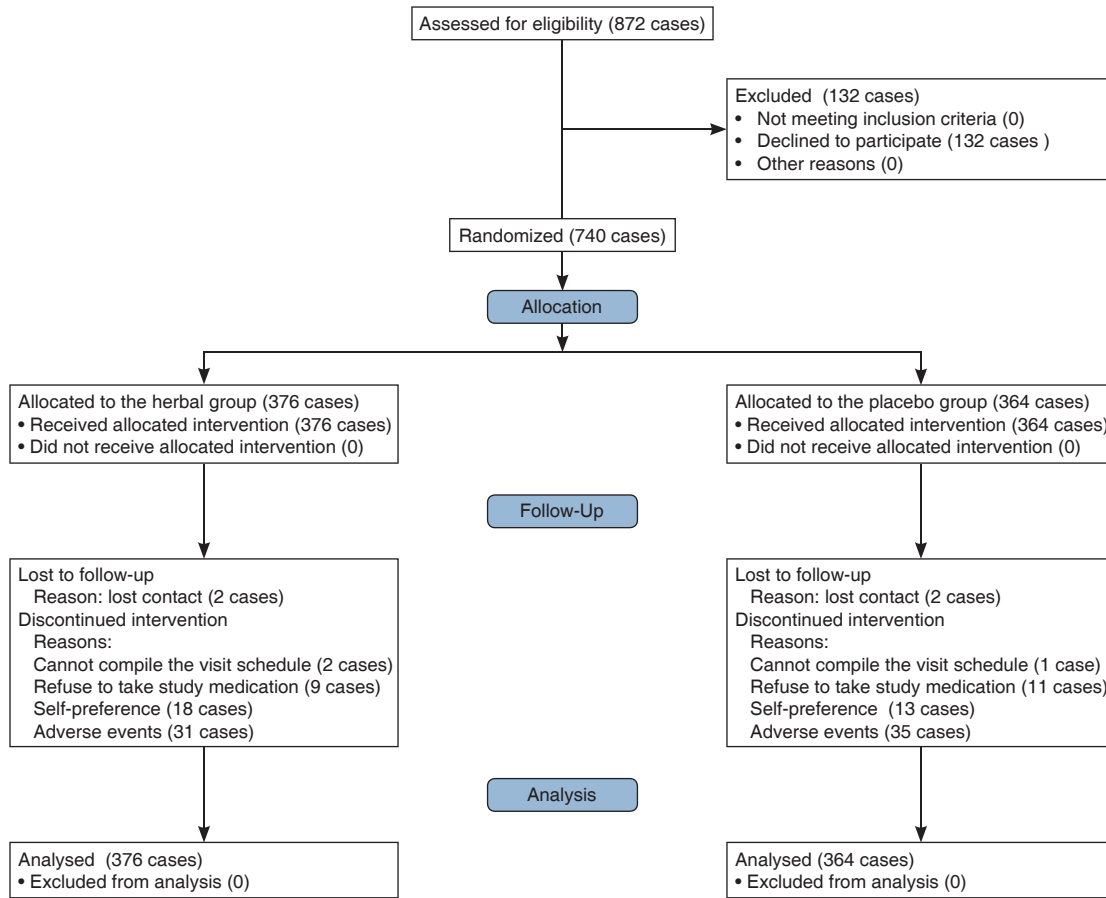 Assessed for eligibility (872 cases)
Excluded (132 cases)
• Not meeting inclusion criteria (0)
• Declined to participate (132 cases )
• Other reasons (0)
Randomized (740 cases)
Allocation
Allocated to the herbal group (376 cases)
• Received allocated intervention (376 cases)
• Did not receive allocated intervention (0)
Allocated to the placebo group (364 cases)
• Received allocated intervention (364 cases)
• Did not receive allocated intervention (0)
Follow-Up
Lost to follow-up
Reason: lost contact (2 cases)
Discontinued intervention
Reasons:
Cannot compile the visit schedule (2 cases)
Refuse to take study medication (9 cases)
Self-preference (18 cases)
Adverse events (31 cases)
Lost to follow-up
Reason: lost contact (2 cases)
Discontinued intervention
Reasons:
Cannot compile the visit schedule (1 case)
Refuse to take study medication (11 cases)
Self-preference (13 cases)
Adverse events (35 cases)
Analysis
Analysed (376 cases)
• Excluded from analysis (0)
Analysed (364 cases)
• Excluded from analysis (0)